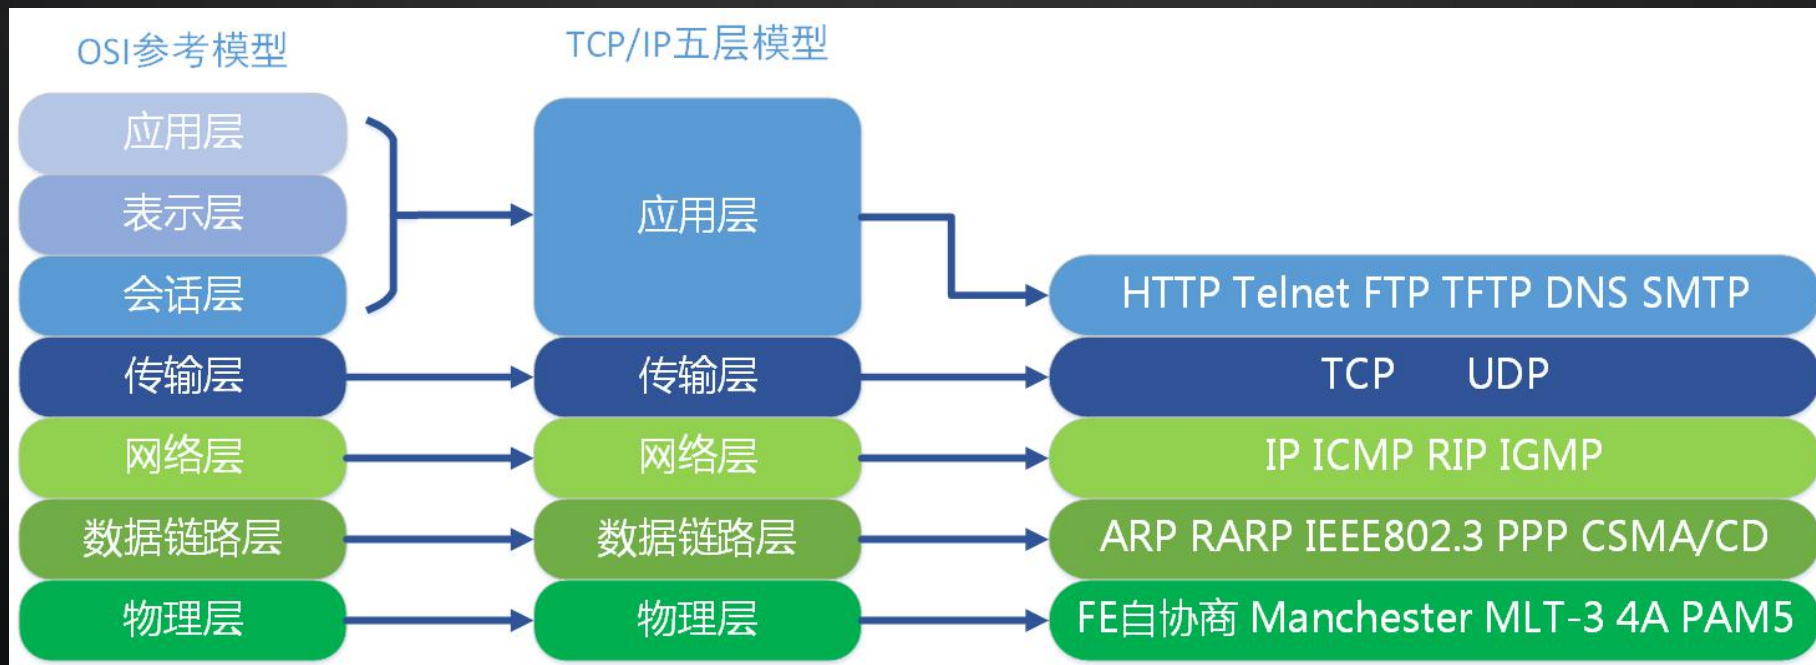 OSI参考模型
TCP/IP五层模型
应用层
表示层
会话层
传输层
网络层
数据链路层
物理层
应用层
传输层
网络层
数据链路层
物理层
HTTP Telnet FTP TFTP DNS SMTP
TCP UDP
IP ICMP RIP IGMP
ARP RARP IEEE802.3 PPP CSMA/CD
FE自协商 Manchester MLT-3 4A PAM5